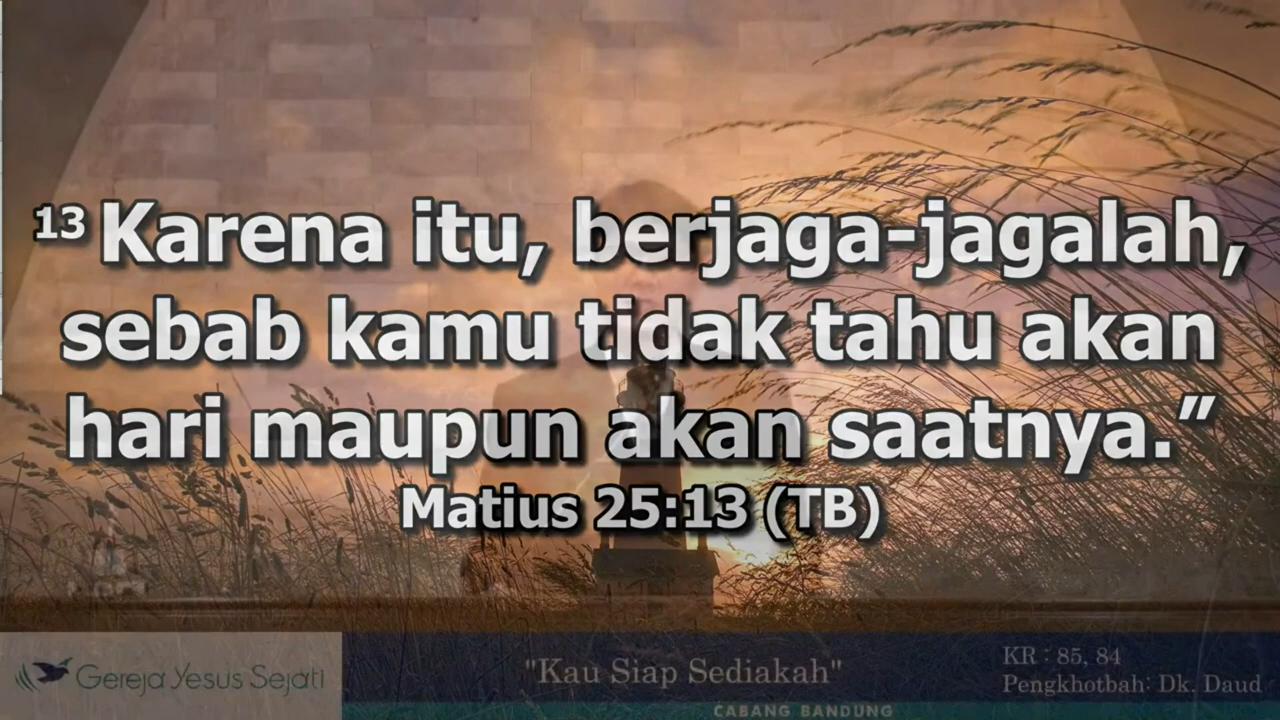 13 Karena itu, berjaga-jagalah,
sebab kamu tidak tahu akan
hari maupun akan saatnya.”
Matius 25:13 (TB)
Gereja Yesus Sejati
"Kau Siap Sediakah"
KR : 85, 84
Pengkhotbah: Dk. Daud
CABANG BANDUNG